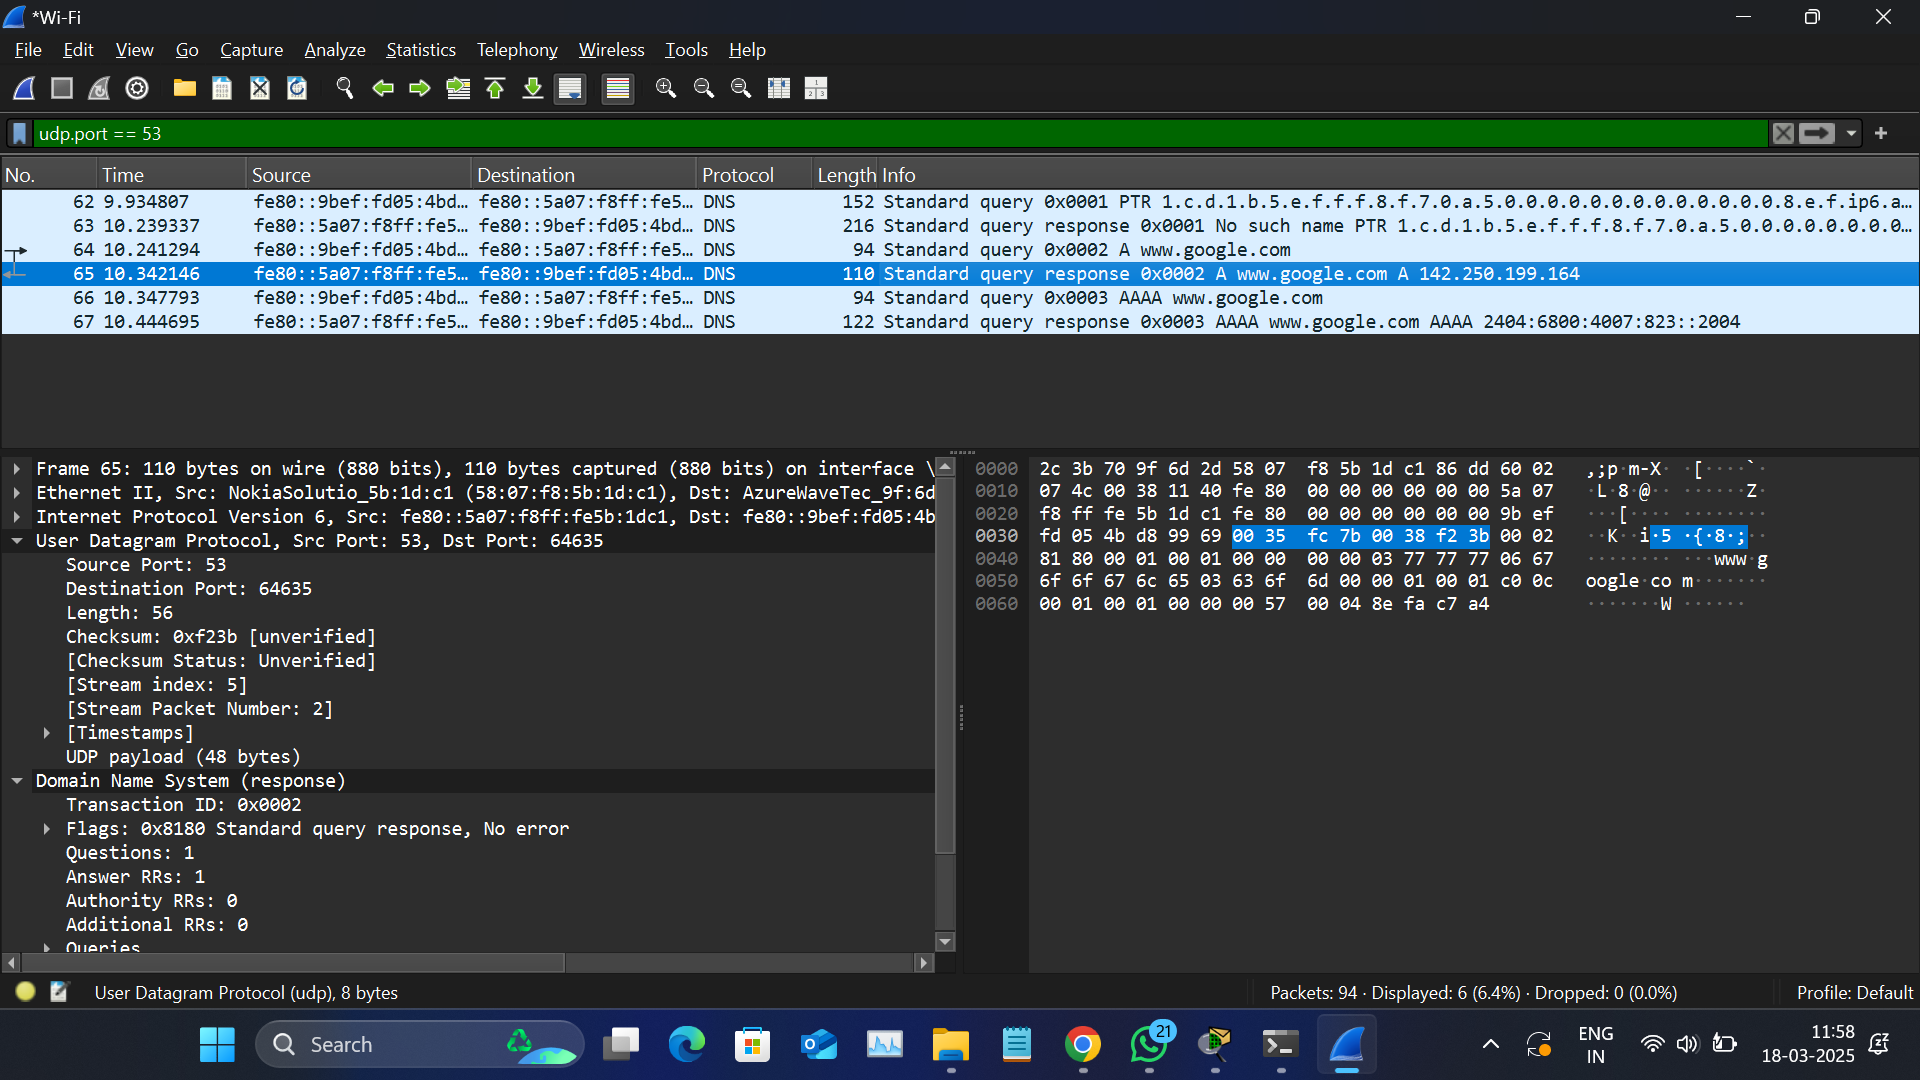 *Wi-Fi
File Edit View Go Capture Analyze Statistics Telephony Wireless Tools Help
udp.port == 53
No. Time Source Destination Protocol Length Info
62 9.934807 fe80::9bef:fd05:4bd… fe80::5a07:f8ff:fe5… DNS 152 Standard query 0x0001 PTR 1.c.d.1.b.5.e.f.f.f.8.f.7.0.a.5.0.0.0.0.0.0.0.0.0.0.0.0.0.8.e.f.ip6.a…
63 10.239337 fe80::5a07:f8ff:fe5… fe80::9bef:fd05:4bd… DNS 216 Standard query response 0x0001 No such name PTR 1.c.d.1.b.5.e.f.f.f.8.f.7.0.a.5.0.0.0.0.0.0.0.0.0…
64 10.241294 fe80::9bef:fd05:4bd… fe80::5a07:f8ff:fe5… DNS 94 Standard query 0x0002 A www.google.com
65 10.342146 fe80::5a07:f8ff:fe5… fe80::9bef:fd05:4bd… DNS 110 Standard query response 0x0002 A www.google.com A 142.250.199.164
66 10.347793 fe80::9bef:fd05:4bd… fe80::5a07:f8ff:fe5… DNS 94 Standard query 0x0003 AAAA www.google.com
67 10.444695 fe80::5a07:f8ff:fe5… fe80::9bef:fd05:4bd… DNS 122 Standard query response 0x0003 AAAA www.google.com AAAA 2404:6800:4007:823::2004
Frame 65: 110 bytes on wire (880 bits), 110 bytes captured (880 bits) on interface \
Ethernet II, Src: NokiaSolutio_5b:1d:c1 (58:07:f8:5b:1d:c1), Dst: AzureWaveTec_9f:6d
Internet Protocol Version 6, Src: fe80::5a07:f8ff:fe5b:1dc1, Dst: fe80::9bef:fd05:4b
User Datagram Protocol, Src Port: 53, Dst Port: 64635
Source Port: 53
Destination Port: 64635
Length: 56
Checksum: 0xf23b [unverified]
[Checksum Status: Unverified]
[Stream index: 5]
[Stream Packet Number: 2]
[Timestamps]
UDP payload (48 bytes)
Domain Name System (response)
Transaction ID: 0x0002
Flags: 0x8180 Standard query response, No error
Questions: 1
Answer RRs: 1
Authority RRs: 0
Additional RRs: 0
Queries
0000 2c 3b 70 9f 6d 2d 58 07 f8 5b 1d c1 86 dd 60 02 ,;p·m-X· ·[····`·
0010 07 4c 00 38 11 40 fe 80 00 00 00 00 00 00 5a 07 ·L·8·@·· ······Z·
0020 f8 ff fe 5b 1d c1 fe 80 00 00 00 00 00 00 9b ef ···[···· ········
0030 fd 05 4b d8 99 69 00 35 fc 7b 00 38 f2 3b 00 02 ··K··i·5 ·{·8·;··
0040 81 80 00 01 00 01 00 00 00 00 03 77 77 77 06 67 ········ ···www·g
0050 6f 6f 67 6c 65 03 63 6f 6d 00 00 01 00 01 c0 0c oogle·co m·······
0060 00 01 00 01 00 00 00 57 00 04 8e fa c7 a4 ·······W ······
User Datagram Protocol (udp), 8 bytes
Packets: 94 · Displayed: 6 (6.4%) · Dropped: 0 (0.0%)
Profile: Default
Search
21
ENG
IN
11:58
18-03-2025